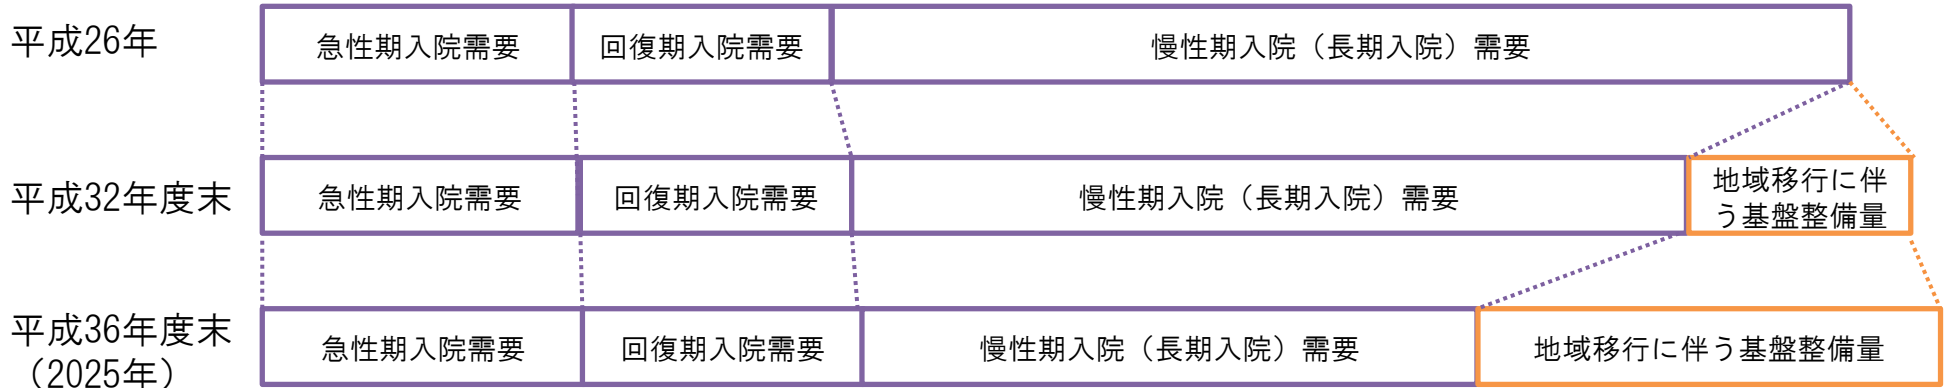 平成26年
急性期入院需要
回復期入院需要
慢性期入院（長期入院）需要
平成32年度末
急性期入院需要
回復期入院需要
慢性期入院（長期入院）需要
地域移行に伴
う基盤整備量
平成36年度末
（2025年）
急性期入院需要
回復期入院需要
慢性期入院（長期入院）需要
地域移行に伴う基盤整備量